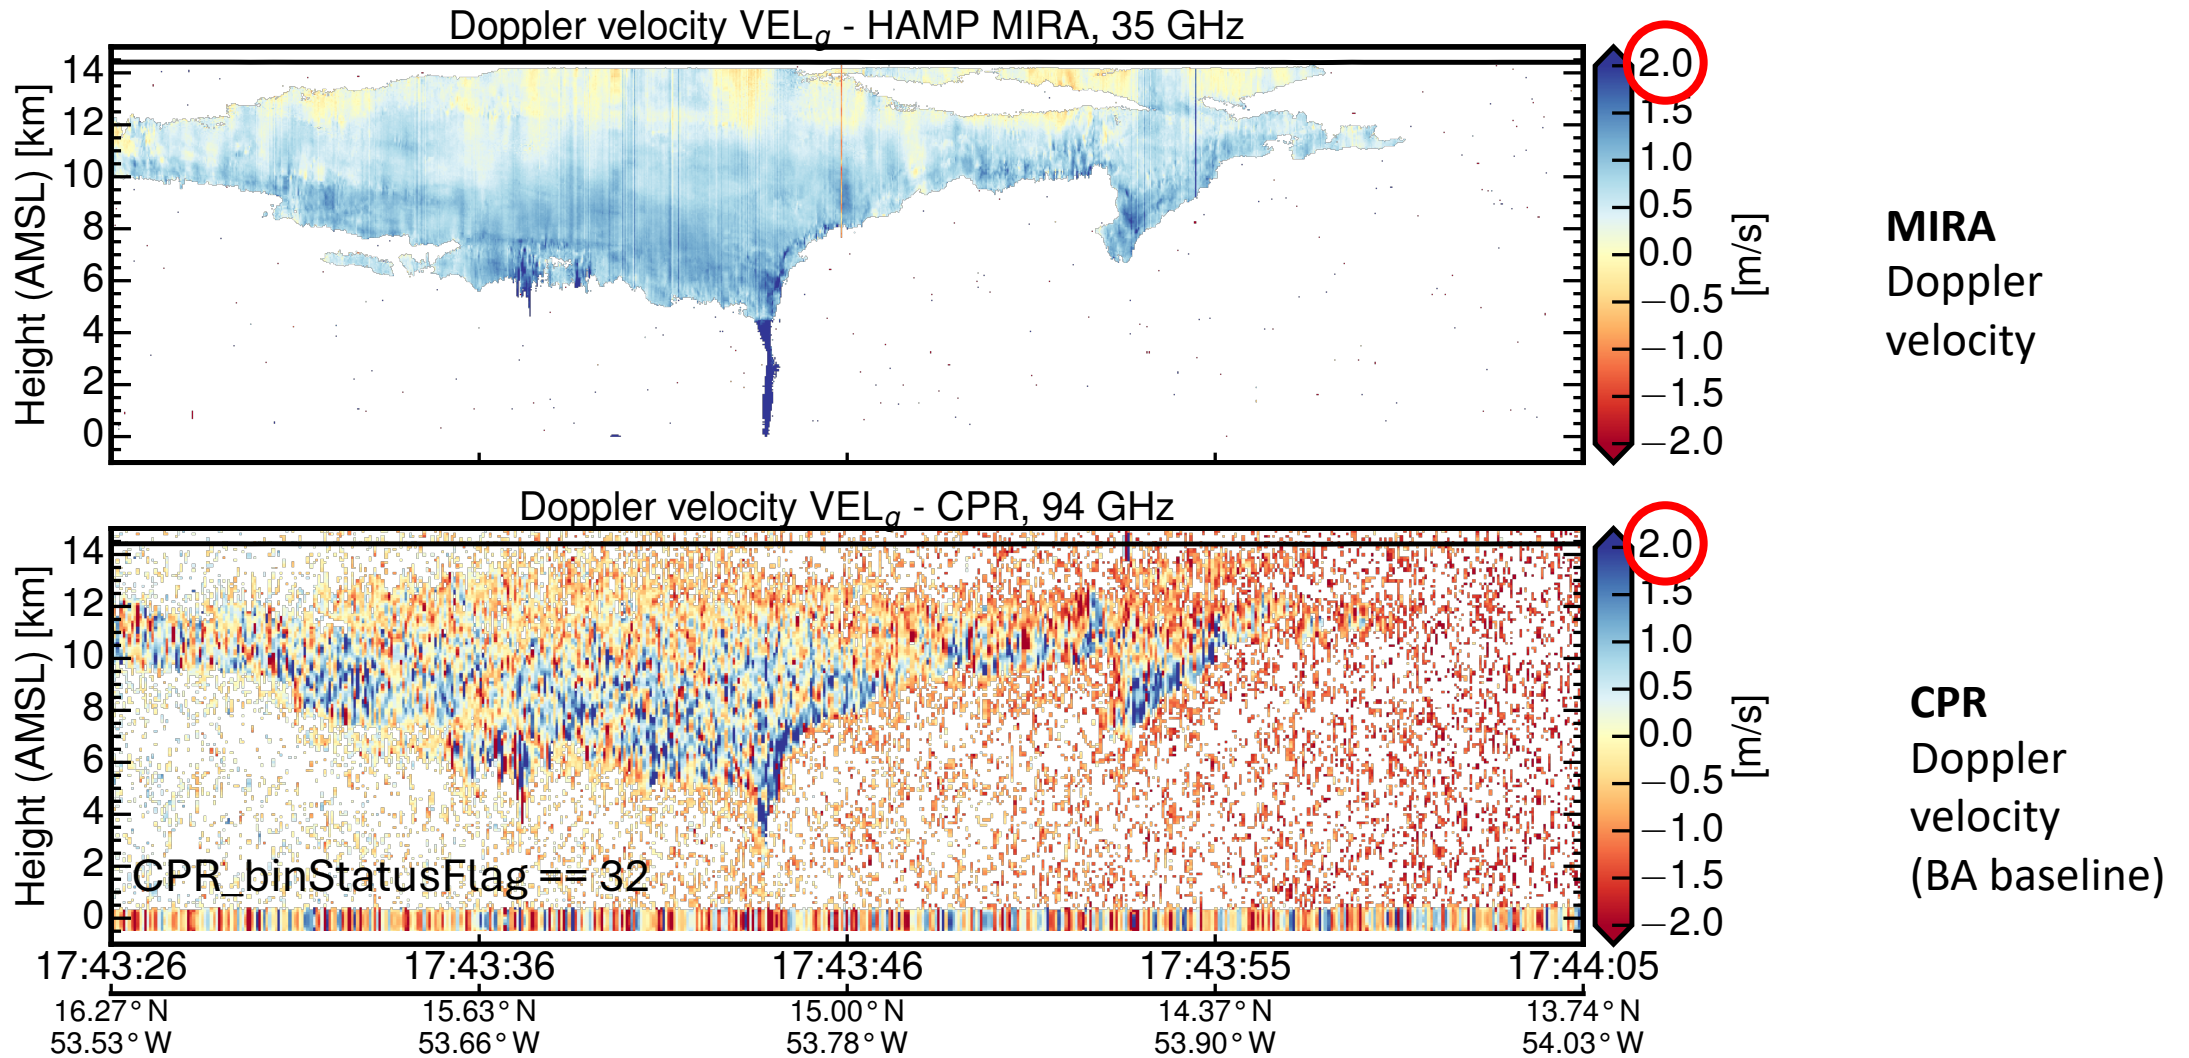 Doppler velocity VELg - HAMP MIRA, 35 GHz
Height (AMSL) [km]
14
12
10
8
6
4
2
0
2.0
1.5
1.0
0.5
0.0
−0.5
−1.0
−1.5
−2.0
[m/s]
MIRA
Doppler
velocity
Doppler velocity VELg - CPR, 94 GHz
Height (AMSL) [km]
14
12
10
8
6
4
2
0
CPR_binStatusFlag == 32
2.0
1.5
1.0
0.5
0.0
−0.5
−1.0
−1.5
−2.0
[m/s]
CPR
Doppler
velocity
(BA baseline)
17:43:26 17:43:36 17:43:46 17:43:55 17:44:05
16.27°N 15.63°N 15.00°N 14.37°N 13.74°N
53.53°W 53.66°W 53.78°W 53.90°W 54.03°W